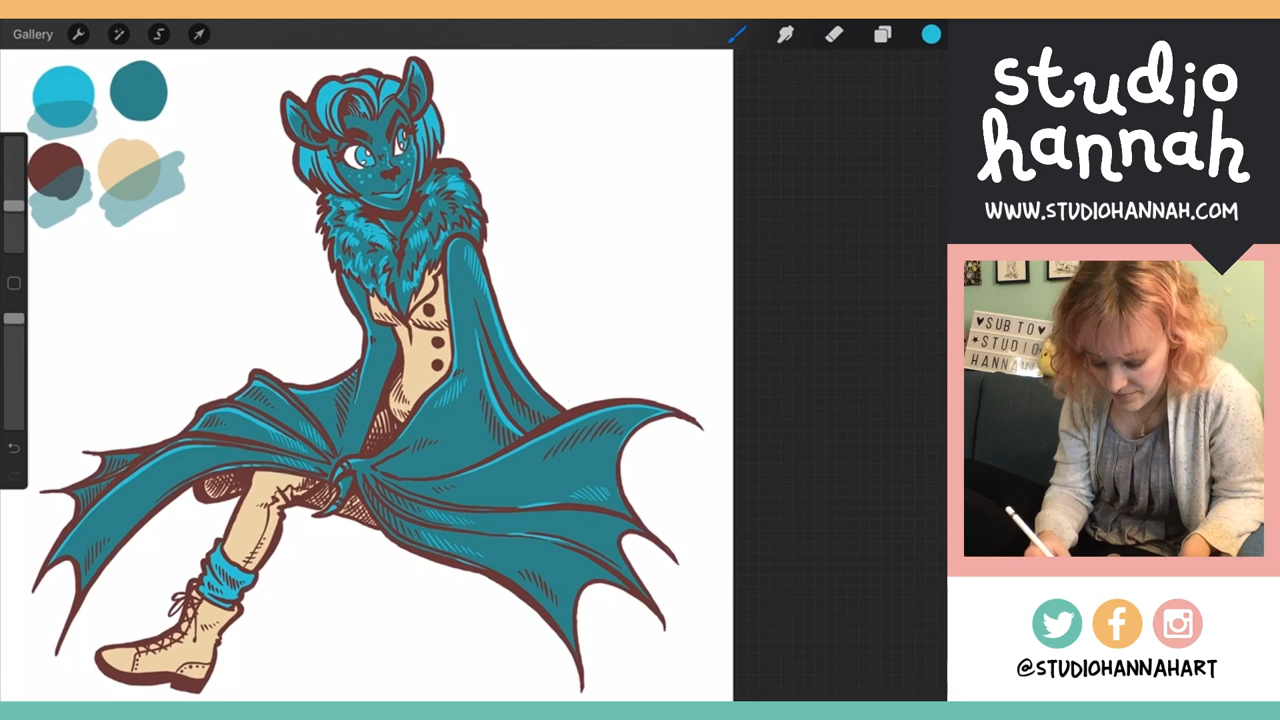 Gallery
studio
hannah
WWW.STUDIOHANNAH.COM
♥SUB TO♥
★STUDIO
HANNAH
@STUDIOHANNAHART